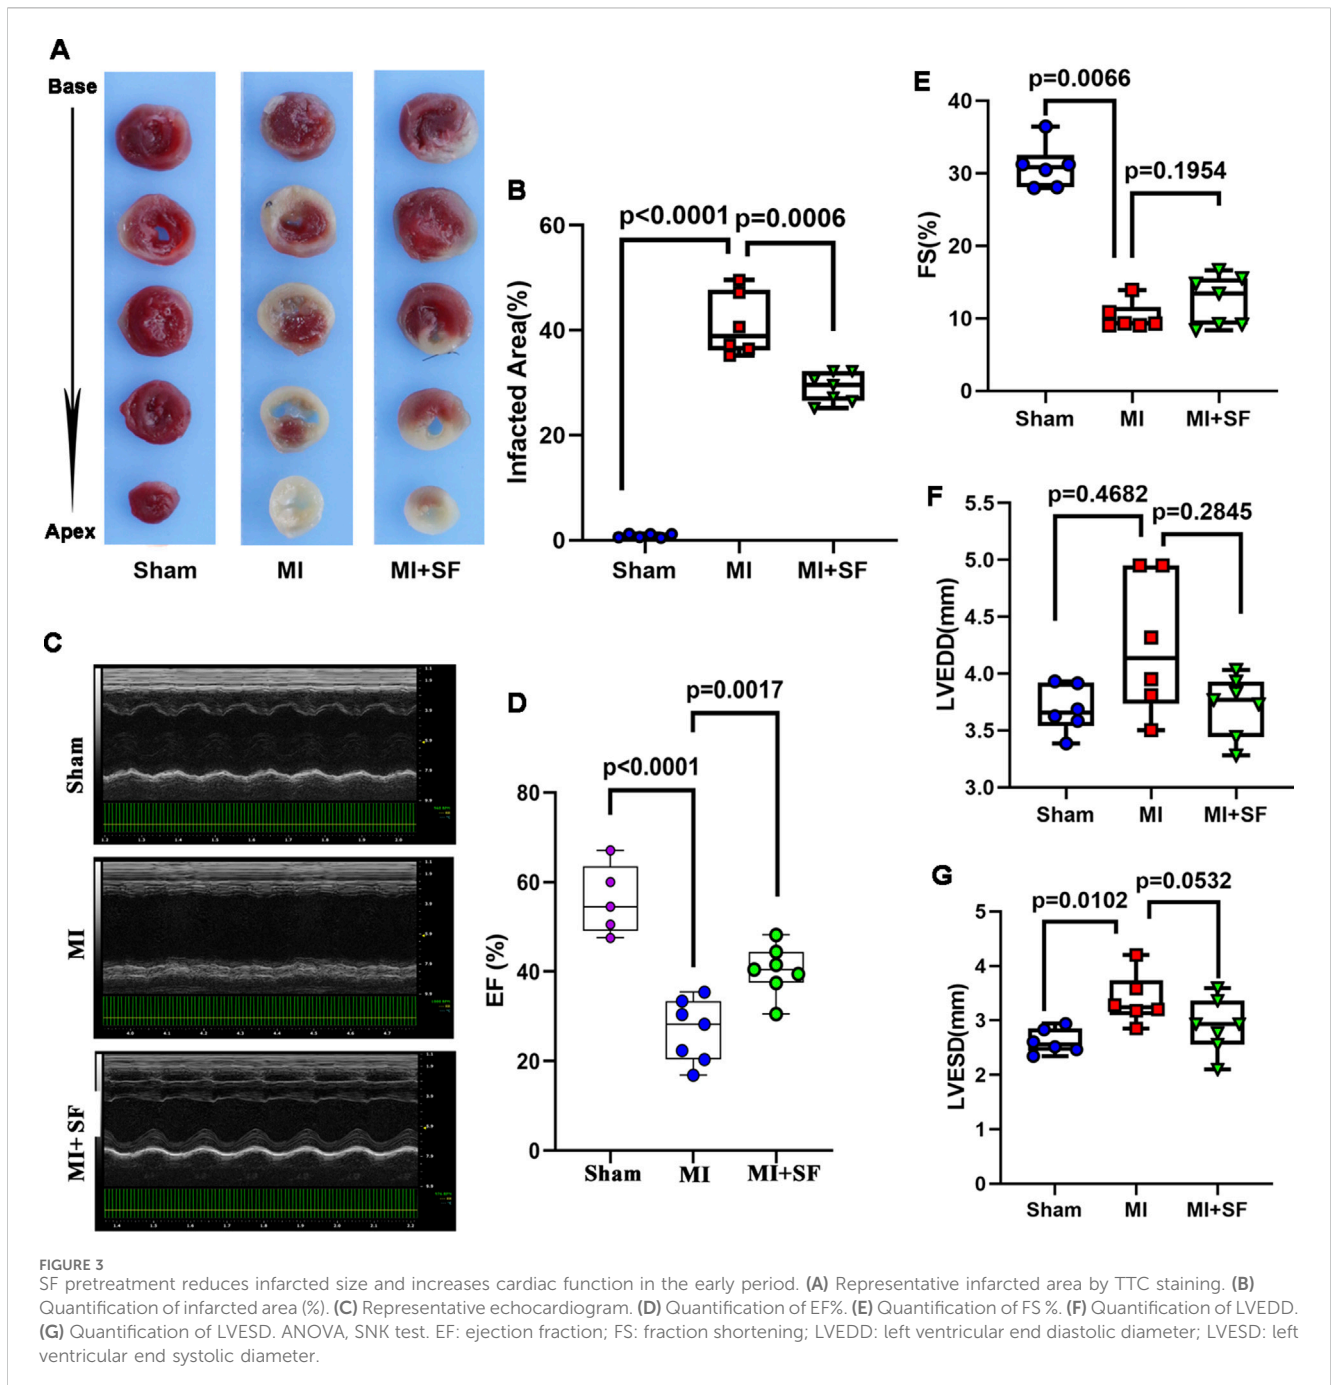 A
Base
Apex
Sham
MI
MI+SF
B
p<0.0001
p=0.0006
Infacted Area(%)
60
40
20
0
Sham
MI
MI+SF
C
Sham
MI
MI+SF
D
p=0.0017
p<0.0001
EF (%)
80
60
40
20
0
Sham
MI
MI+SF
E
p=0.0066
p=0.1954
FS(%)
40
30
20
10
0
Sham
MI
MI+SF
F
p=0.4682
p=0.2845
LVEDD(mm)
5.5
5.0
4.5
4.0
3.5
3.0
Sham
MI
MI+SF
G
p=0.0102
p=0.0532
LVESD(mm)
5
4
3
2
1
0
Sham
MI
MI+SF
FIGURE 3
SF pretreatment reduces infarcted size and increases cardiac function in the early period. (A) Representative infarcted area by TTC staining. (B)
Quantification of infarcted area (%). (C) Representative echocardiogram. (D) Quantification of EF%. (E) Quantification of FS %. (F) Quantification of LVEDD.
(G) Quantification of LVESD. ANOVA, SNK test. EF: ejection fraction; FS: fraction shortening; LVEDD: left ventricular end diastolic diameter; LVESD: left
ventricular end systolic diameter.